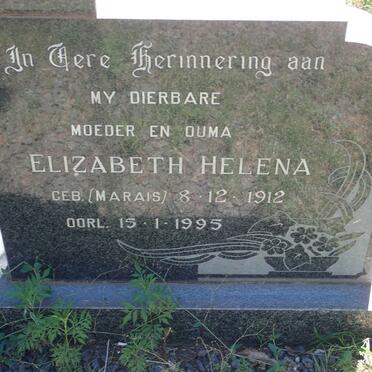 In Tere Herinnering aan
MY DIERBARE
MOEDER EN OUMA
ELIZABETH HELENA
GEB. (MARAIS) 8·12·1912
OORL. 15·1·1995